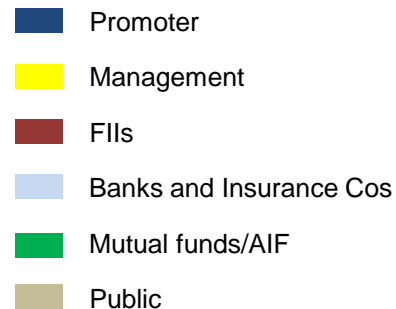 Promoter
Management
FIIs
Banks and Insurance Cos
Mutual funds/AIF
Public